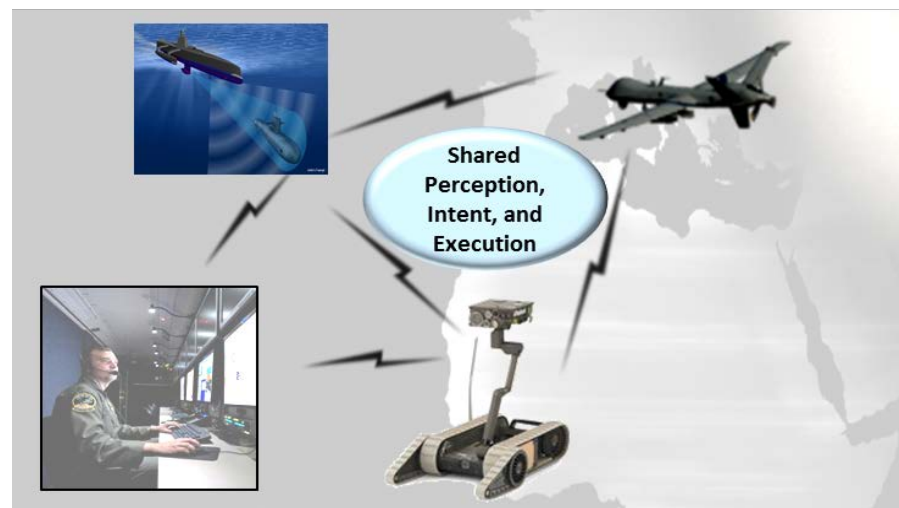 Shared
Perception,
Intent, and
Execution